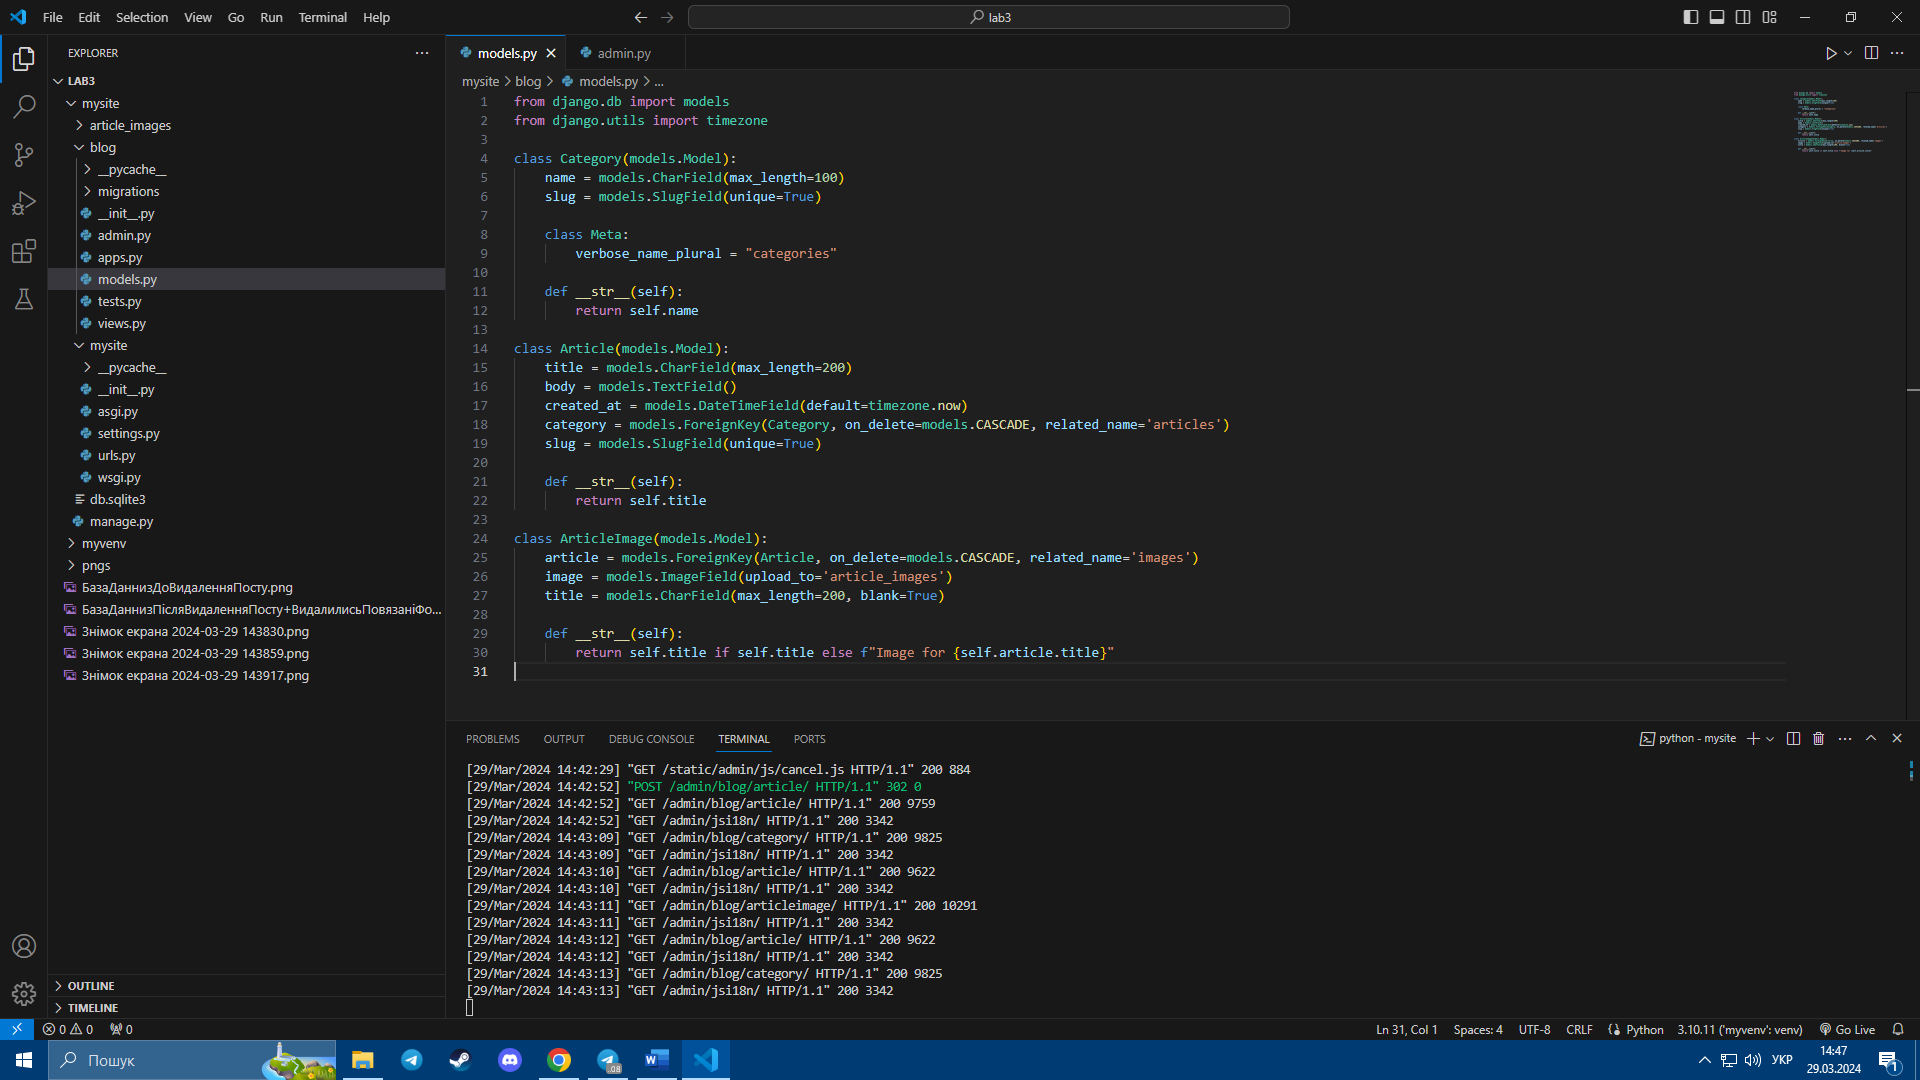 File Edit Selection View Go Run Terminal Help
lab3
EXPLORER
LAB3
mysite
article_images
blog
__pycache__
migrations
__init__.py
admin.py
apps.py
models.py
tests.py
views.py
mysite
__pycache__
__init__.py
asgi.py
settings.py
urls.py
wsgi.py
db.sqlite3
manage.py
myvenv
pngs
БазаДаннизДоВидаленняПосту.png
БазаДаннизПісляВидаленняПосту+ВидалилисьПовязаніФо...
Знімок екрана 2024-03-29 143830.png
Знімок екрана 2024-03-29 143859.png
Знімок екрана 2024-03-29 143917.png
OUTLINE
TIMELINE
models.py admin.py
mysite > blog > models.py > ...
1 from django.db import models
2 from django.utils import timezone
3
4 class Category(models.Model):
5 name = models.CharField(max_length=100)
6 slug = models.SlugField(unique=True)
7
8 class Meta:
9 verbose_name_plural = "categories"
10
11 def __str__(self):
12 return self.name
13
14 class Article(models.Model):
15 title = models.CharField(max_length=200)
16 body = models.TextField()
17 created_at = models.DateTimeField(default=timezone.now)
18 category = models.ForeignKey(Category, on_delete=models.CASCADE, related_name='articles')
19 slug = models.SlugField(unique=True)
20
21 def __str__(self):
22 return self.title
23
24 class ArticleImage(models.Model):
25 article = models.ForeignKey(Article, on_delete=models.CASCADE, related_name='images')
26 image = models.ImageField(upload_to='article_images')
27 title = models.CharField(max_length=200, blank=True)
28
29 def __str__(self):
30 return self.title if self.title else f"Image for {self.article.title}"
31
PROBLEMS OUTPUT DEBUG CONSOLE TERMINAL PORTS
python - mysite
[29/Mar/2024 14:42:29] "GET /static/admin/js/cancel.js HTTP/1.1" 200 884
[29/Mar/2024 14:42:52] "POST /admin/blog/article/ HTTP/1.1" 302 0
[29/Mar/2024 14:42:52] "GET /admin/blog/article/ HTTP/1.1" 200 9759
[29/Mar/2024 14:42:52] "GET /admin/jsi18n/ HTTP/1.1" 200 3342
[29/Mar/2024 14:43:09] "GET /admin/blog/category/ HTTP/1.1" 200 9825
[29/Mar/2024 14:43:09] "GET /admin/jsi18n/ HTTP/1.1" 200 3342
[29/Mar/2024 14:43:10] "GET /admin/blog/article/ HTTP/1.1" 200 9622
[29/Mar/2024 14:43:10] "GET /admin/jsi18n/ HTTP/1.1" 200 3342
[29/Mar/2024 14:43:11] "GET /admin/blog/articleimage/ HTTP/1.1" 200 10291
[29/Mar/2024 14:43:11] "GET /admin/jsi18n/ HTTP/1.1" 200 3342
[29/Mar/2024 14:43:12] "GET /admin/blog/article/ HTTP/1.1" 200 9622
[29/Mar/2024 14:43:12] "GET /admin/jsi18n/ HTTP/1.1" 200 3342
[29/Mar/2024 14:43:13] "GET /admin/blog/category/ HTTP/1.1" 200 9825
[29/Mar/2024 14:43:13] "GET /admin/jsi18n/ HTTP/1.1" 200 3342
0 0 0
Ln 31, Col 1 Spaces: 4 UTF-8 CRLF Python 3.10.11 ('myvenv': venv) Go Live
Пошук
.08
УКР
14:47
29.03.2024
1